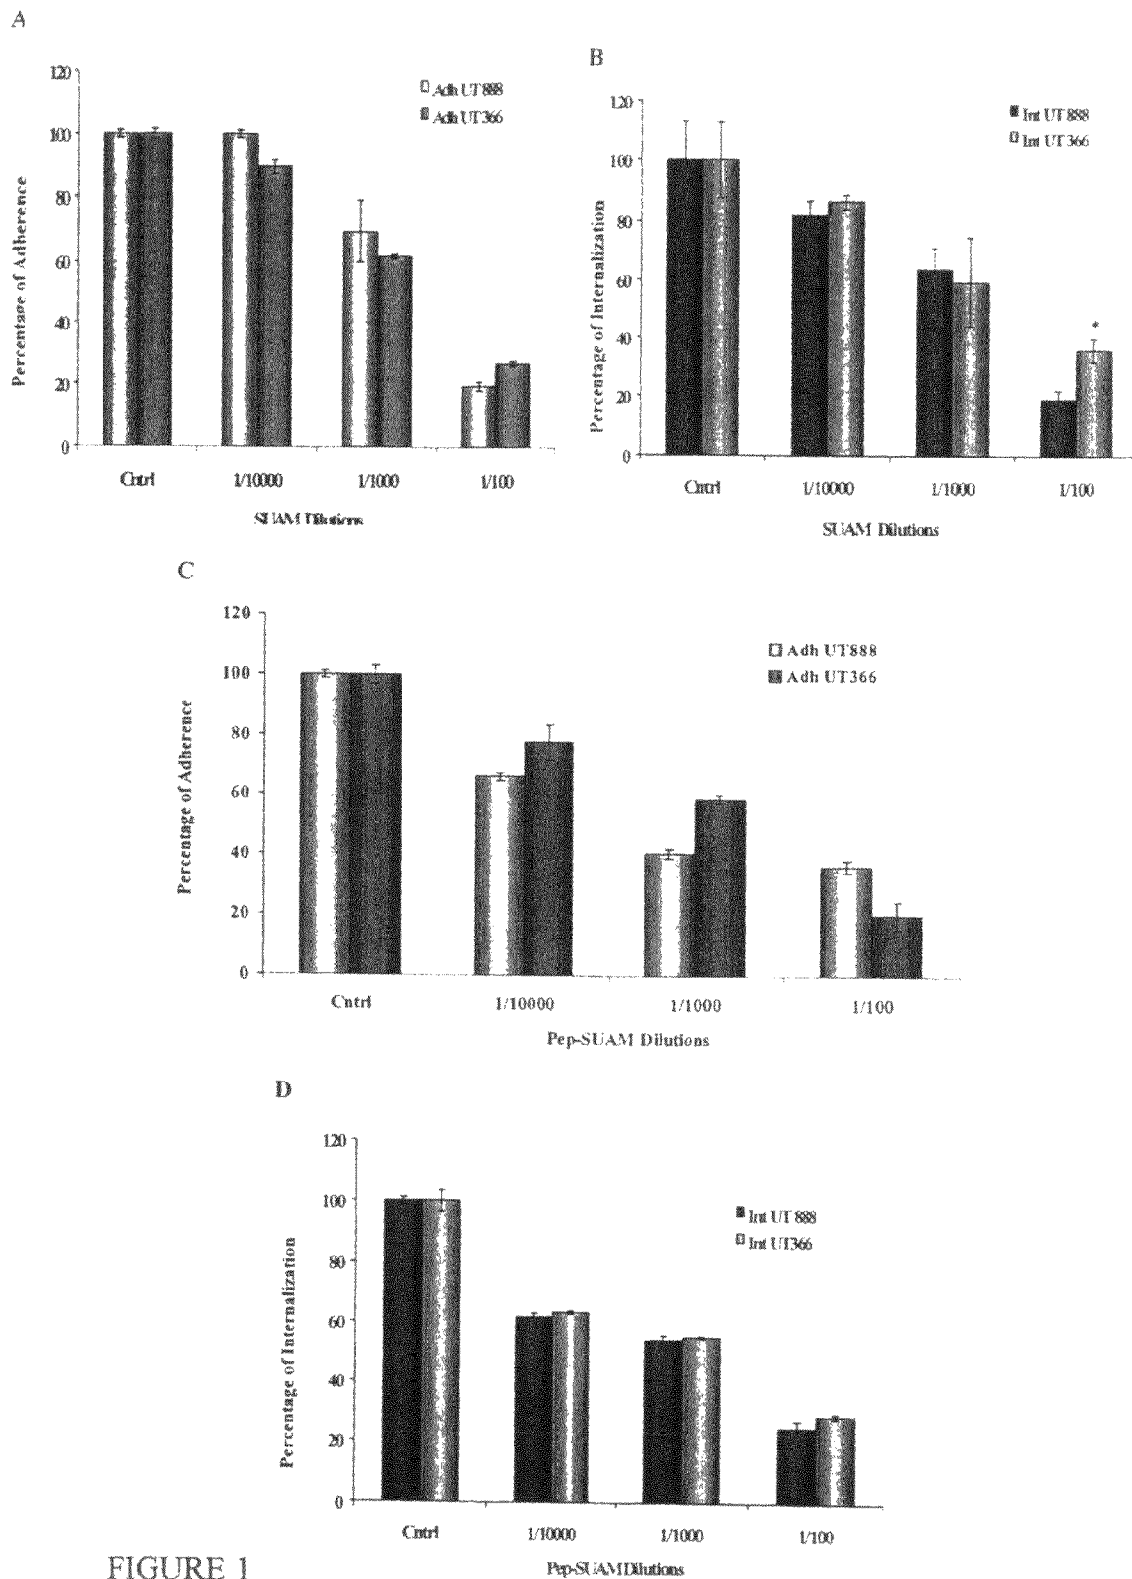 A
Percentage of Adherence
120
100
80
60
40
20
0
Adh UT888
Adh UT366
Cntrl
1/10000
1/1000
1/100
SUAM Dilutions
B
Percentage of Internalization
120
100
80
60
40
20
0
Int UT888
Int UT366
*
Cntrl
1/10000
1/1000
1/100
SUAM Dilutions
C
Percentage of Adherence
120
100
80
60
40
20
0
Adh UT888
Adh UT366
Cntrl
1/10000
1/1000
1/100
Pep-SUAM Dilutions
D
Percentage of Internalization
120
100
80
60
40
20
0
Int UT888
Int UT366
Cntrl
1/10000
1/1000
1/100
Pep-SUAM Dilutions
FIGURE 1